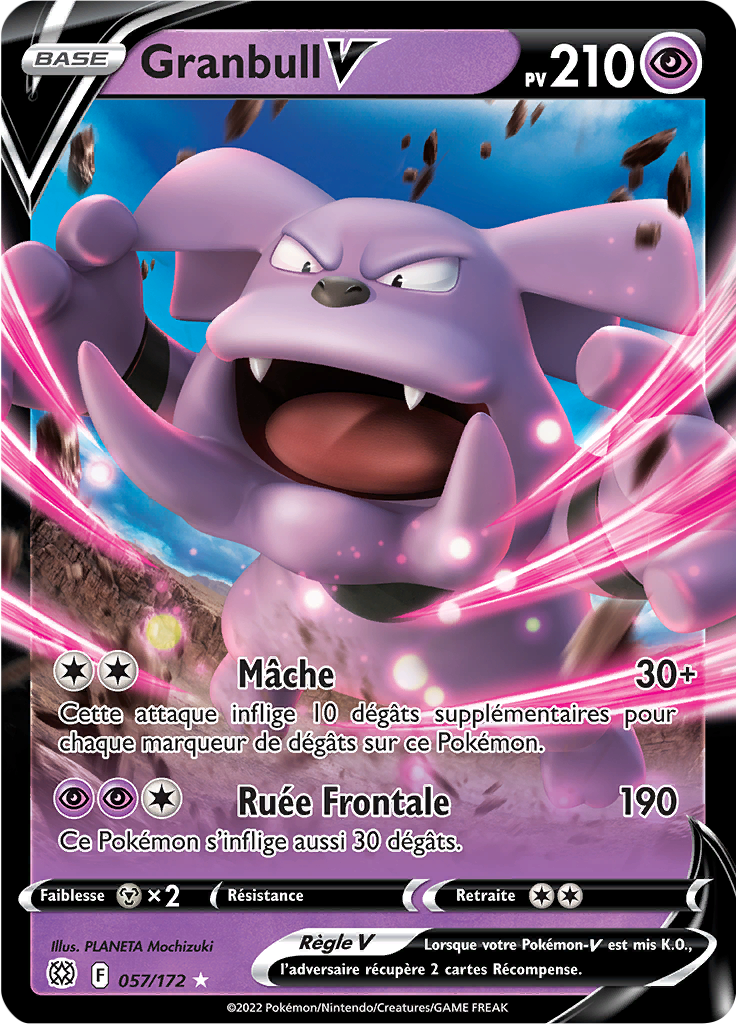 BASE
Granbull V
PV 210
Mâche 30+
Cette attaque inflige 10 dégâts supplémentaires pour
chaque marqueur de dégâts sur ce Pokémon.
Ruée Frontale 190
Ce Pokémon s'inflige aussi 30 dégâts.
Faiblesse ×2 Résistance Retraite
Illus. PLANETA Mochizuki
Règle V Lorsque votre Pokémon-V est mis K.O.,
l'adversaire récupère 2 cartes Récompense.
F 057/172
©2022 Pokémon/Nintendo/Creatures/GAME FREAK